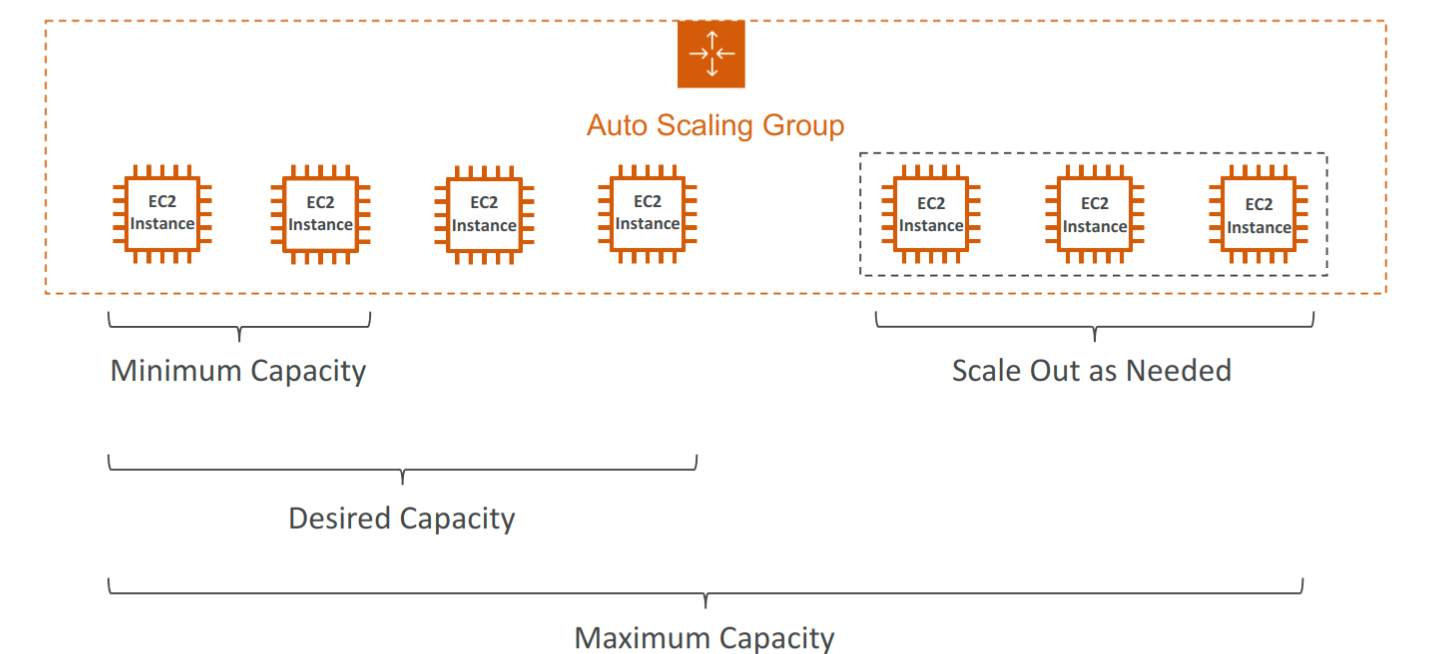 Auto Scaling Group
EC2
Instance
EC2
Instance
EC2
Instance
EC2
Instance
EC2
Instance
EC2
Instance
EC2
Instance
Minimum Capacity
Scale Out as Needed
Desired Capacity
Maximum Capacity